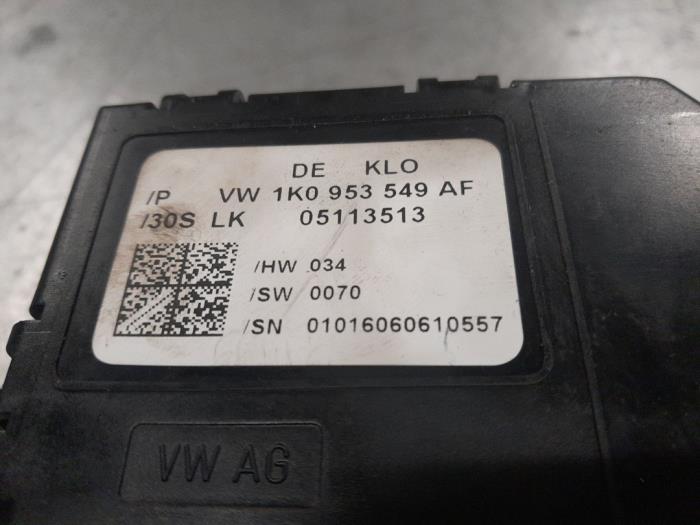 DE KLO
/P VW 1K0 953 549 AF
/30S LK 05113513
/HW 034
/SW 0070
/SN 01016060610557
VW AG